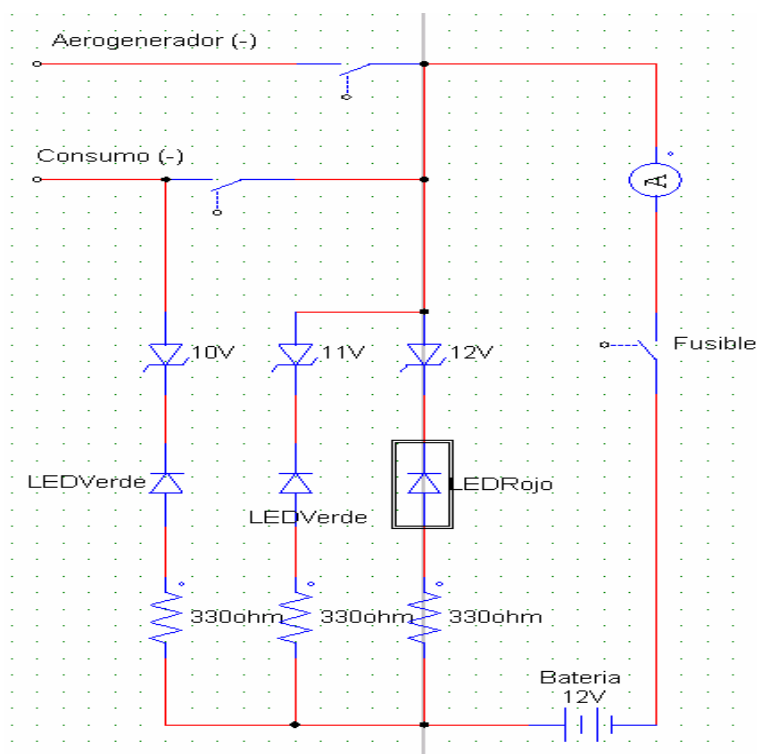 Aerogenerador (-)
Consumo (-)
A
Fusible
10V
11V
12V
LEDVerde
LEDVerde
LEDRojo
330ohm
330ohm
330ohm
Bateria
12V